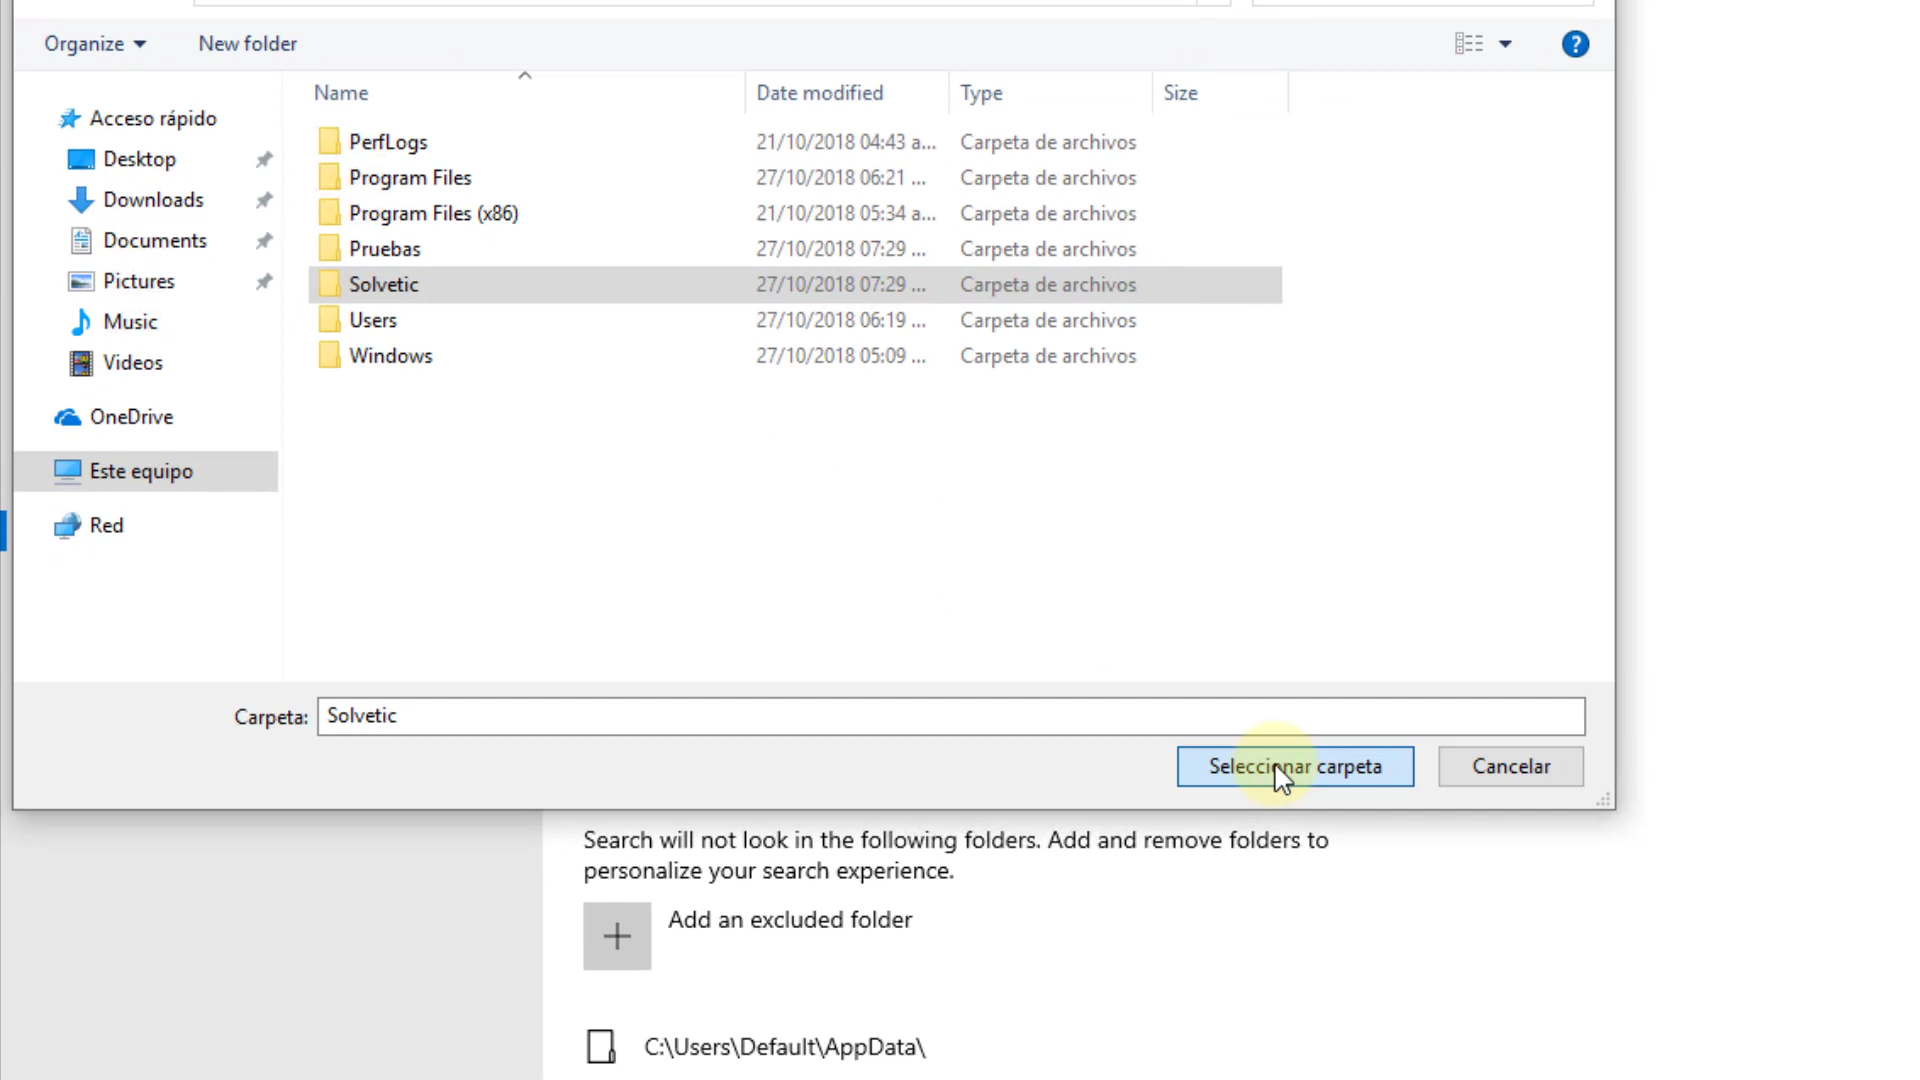 Organize
New folder
?
Name
Date modified
Type
Size
Acceso rápido
Desktop
Downloads
Documents
Pictures
Music
Videos
OneDrive
Este equipo
Red
PerfLogs 21/10/2018 04:43 a... Carpeta de archivos
Program Files 27/10/2018 06:21 ... Carpeta de archivos
Program Files (x86) 21/10/2018 05:34 a... Carpeta de archivos
Pruebas 27/10/2018 07:29 ... Carpeta de archivos
Solvetic 27/10/2018 07:29 ... Carpeta de archivos
Users 27/10/2018 06:19 ... Carpeta de archivos
Windows 27/10/2018 05:09 ... Carpeta de archivos
Carpeta: Solvetic
Seleccionar carpeta
Cancelar
Search will not look in the following folders. Add and remove folders to
personalize your search experience.
Add an excluded folder
C:\Users\Default\AppData\